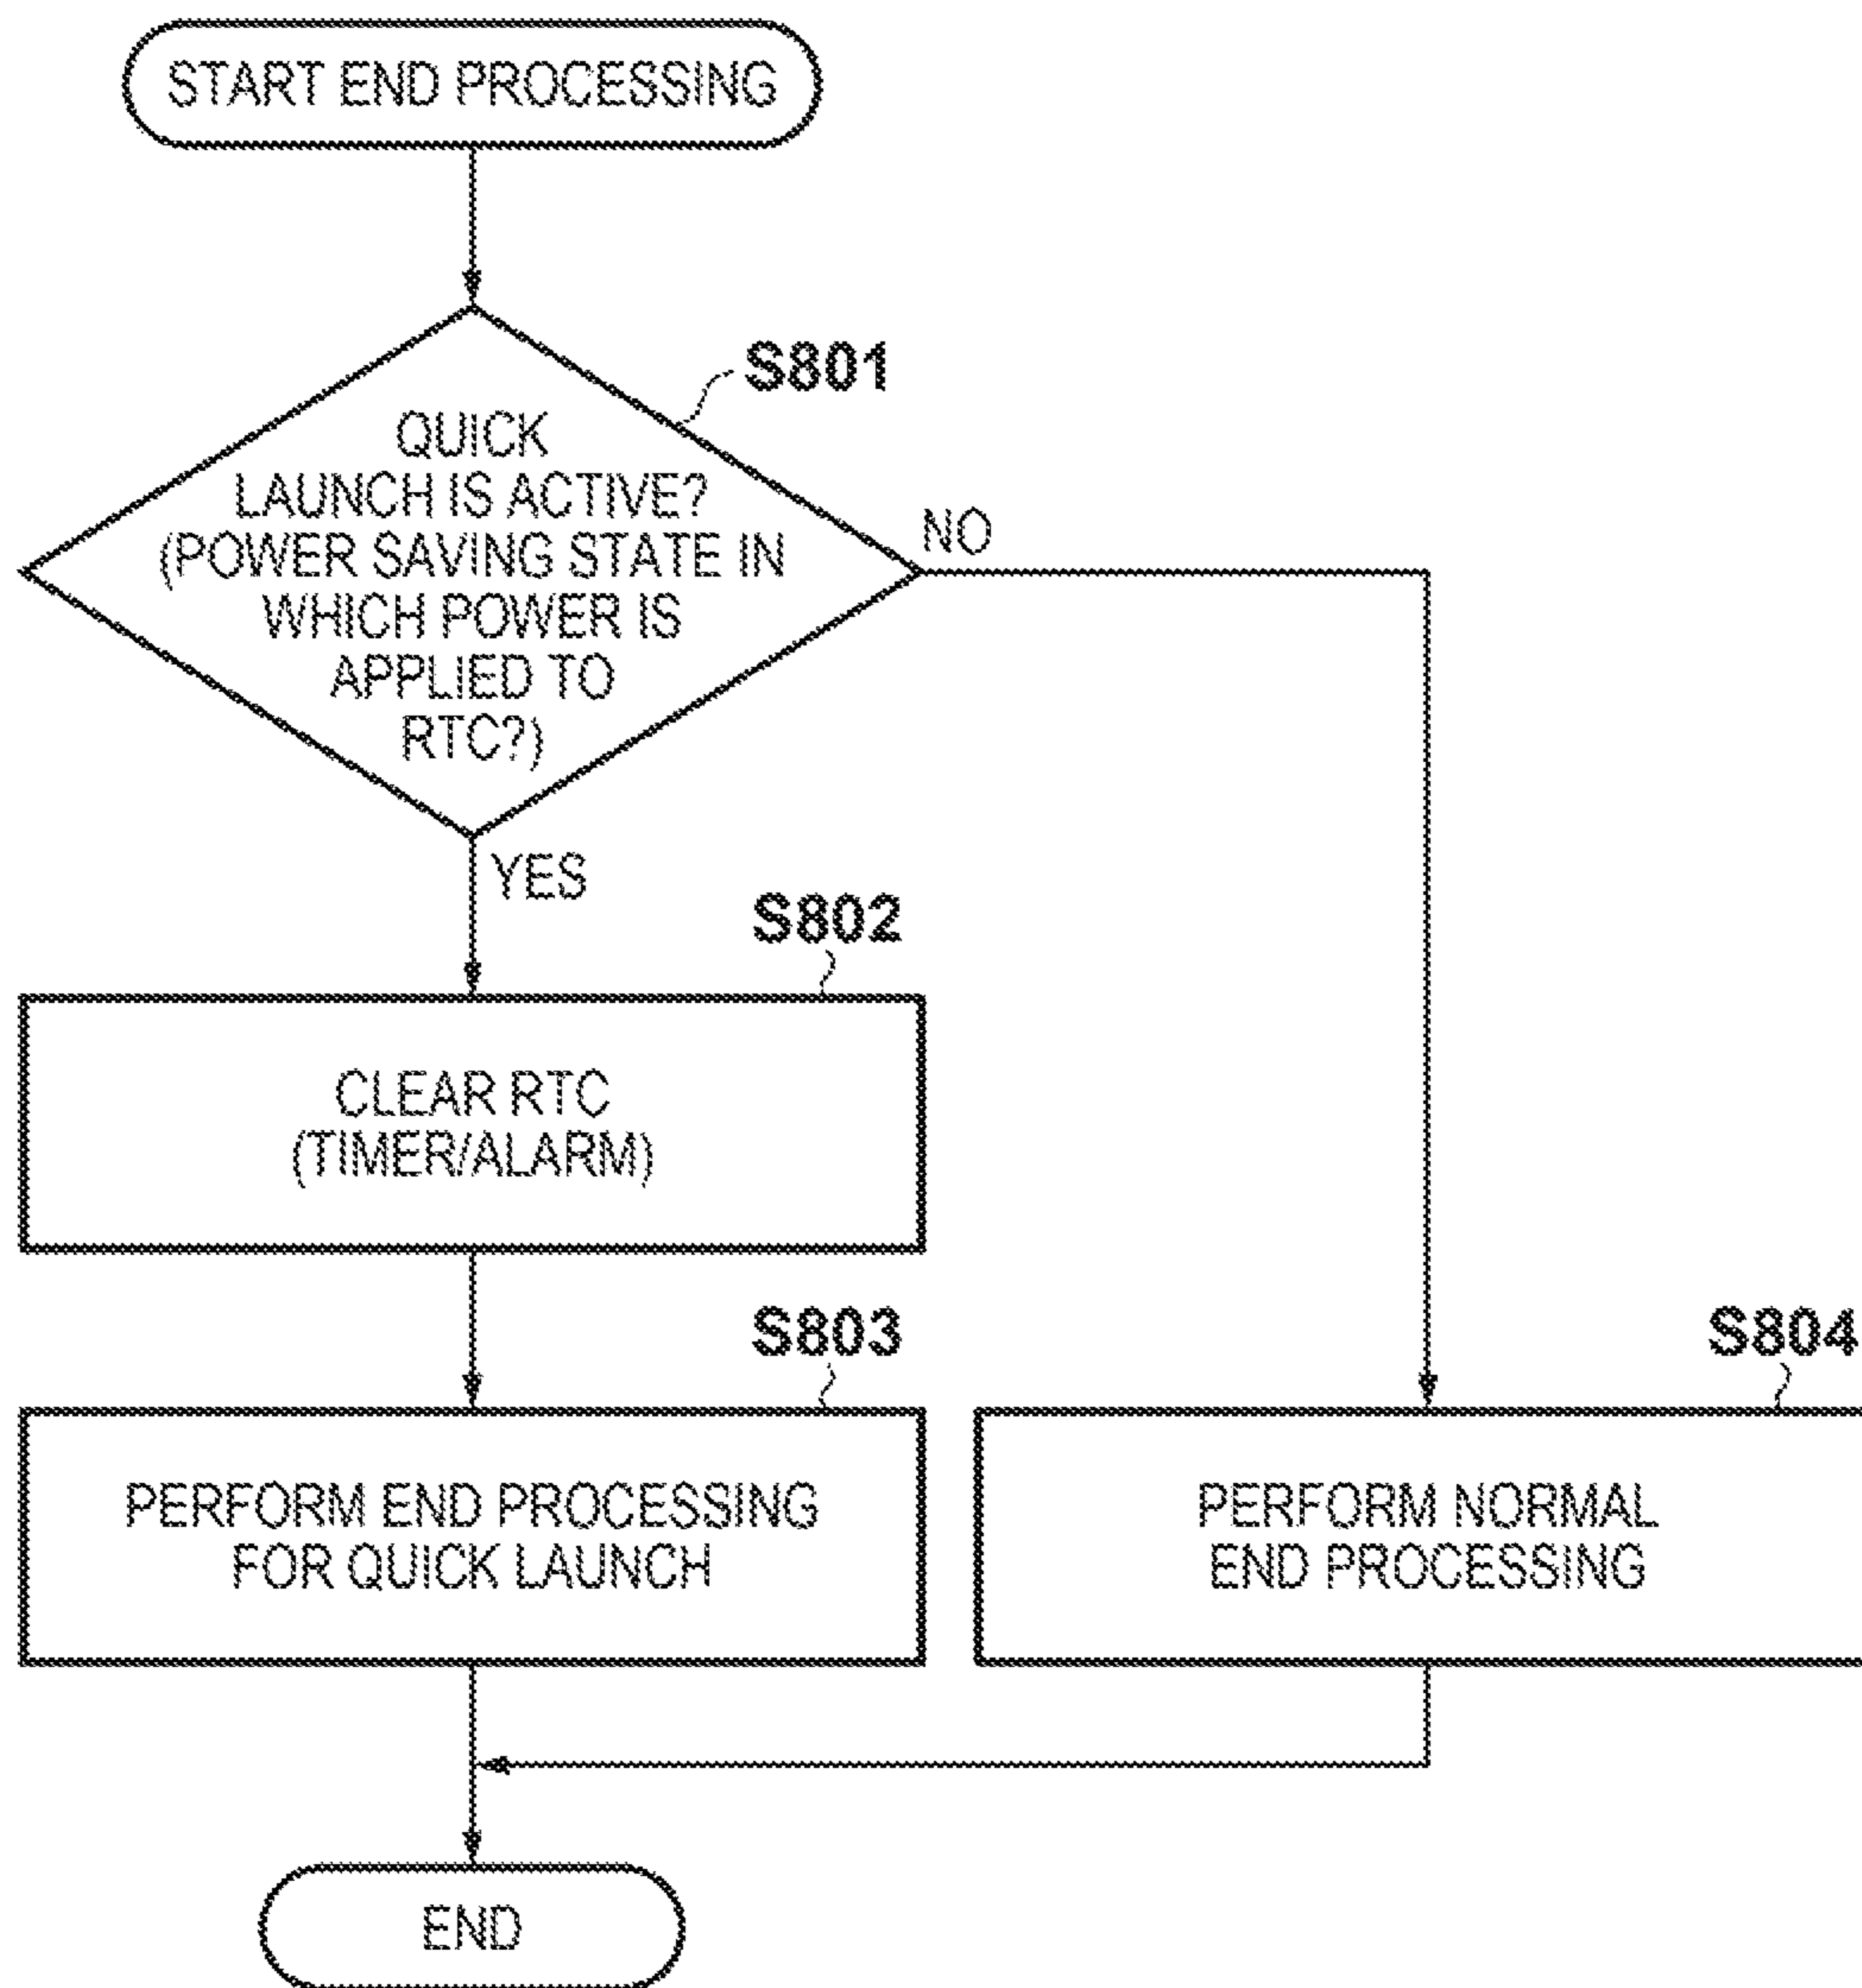 START END PROCESSING
S801
QUICK
LAUNCH IS ACTIVE?
(POWER SAVING STATE IN
WHICH POWER IS
APPLIED TO
RTC?)
NO
YES
S802
CLEAR RTC
(TIMER/ALARM)
S803
PERFORM END PROCESSING
FOR QUICK LAUNCH
S804
PERFORM NORMAL
END PROCESSING
END